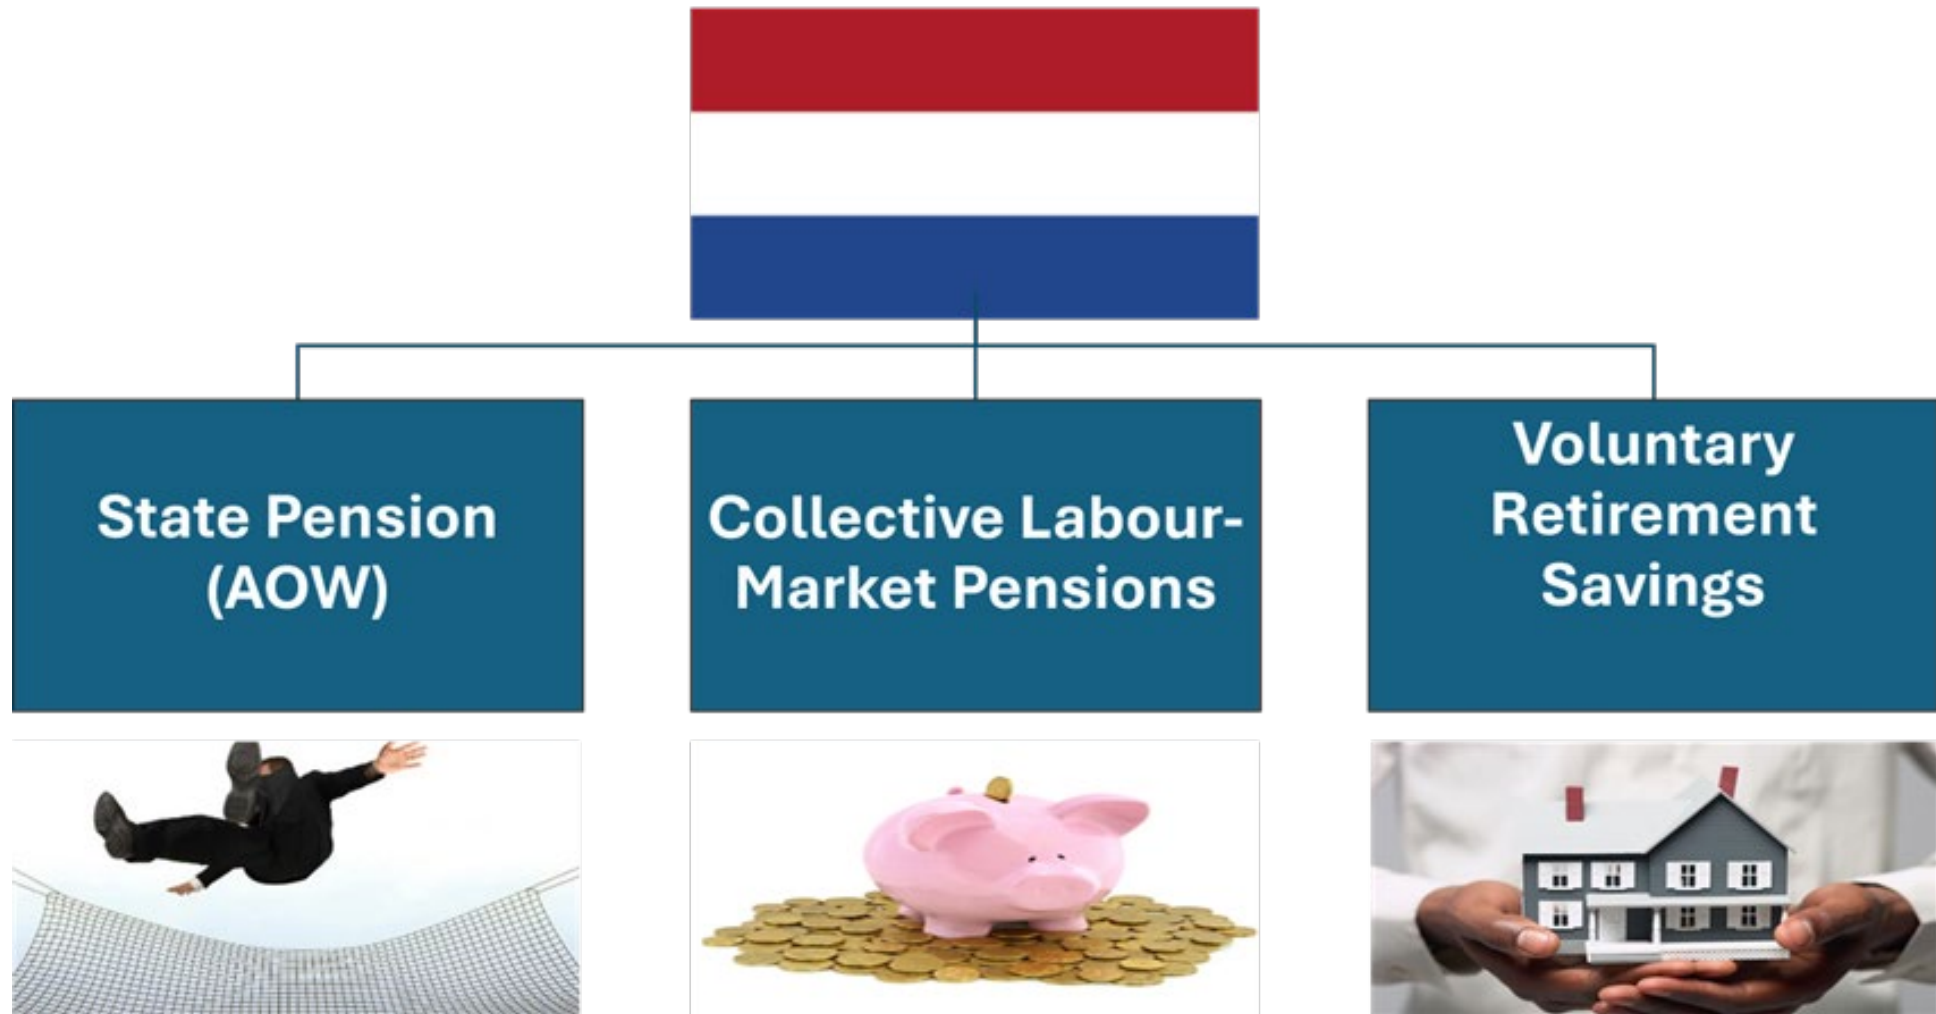 State Pension
(AOW)
Collective Labour-
Market Pensions
Voluntary
Retirement
Savings